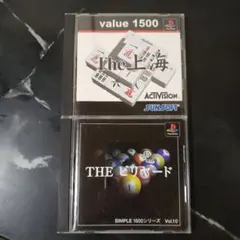 value 1500
The 上海
ACTIVISION
SUNSOFT
THE ビリヤード
SIMPLE 1500シリーズ Vol.10